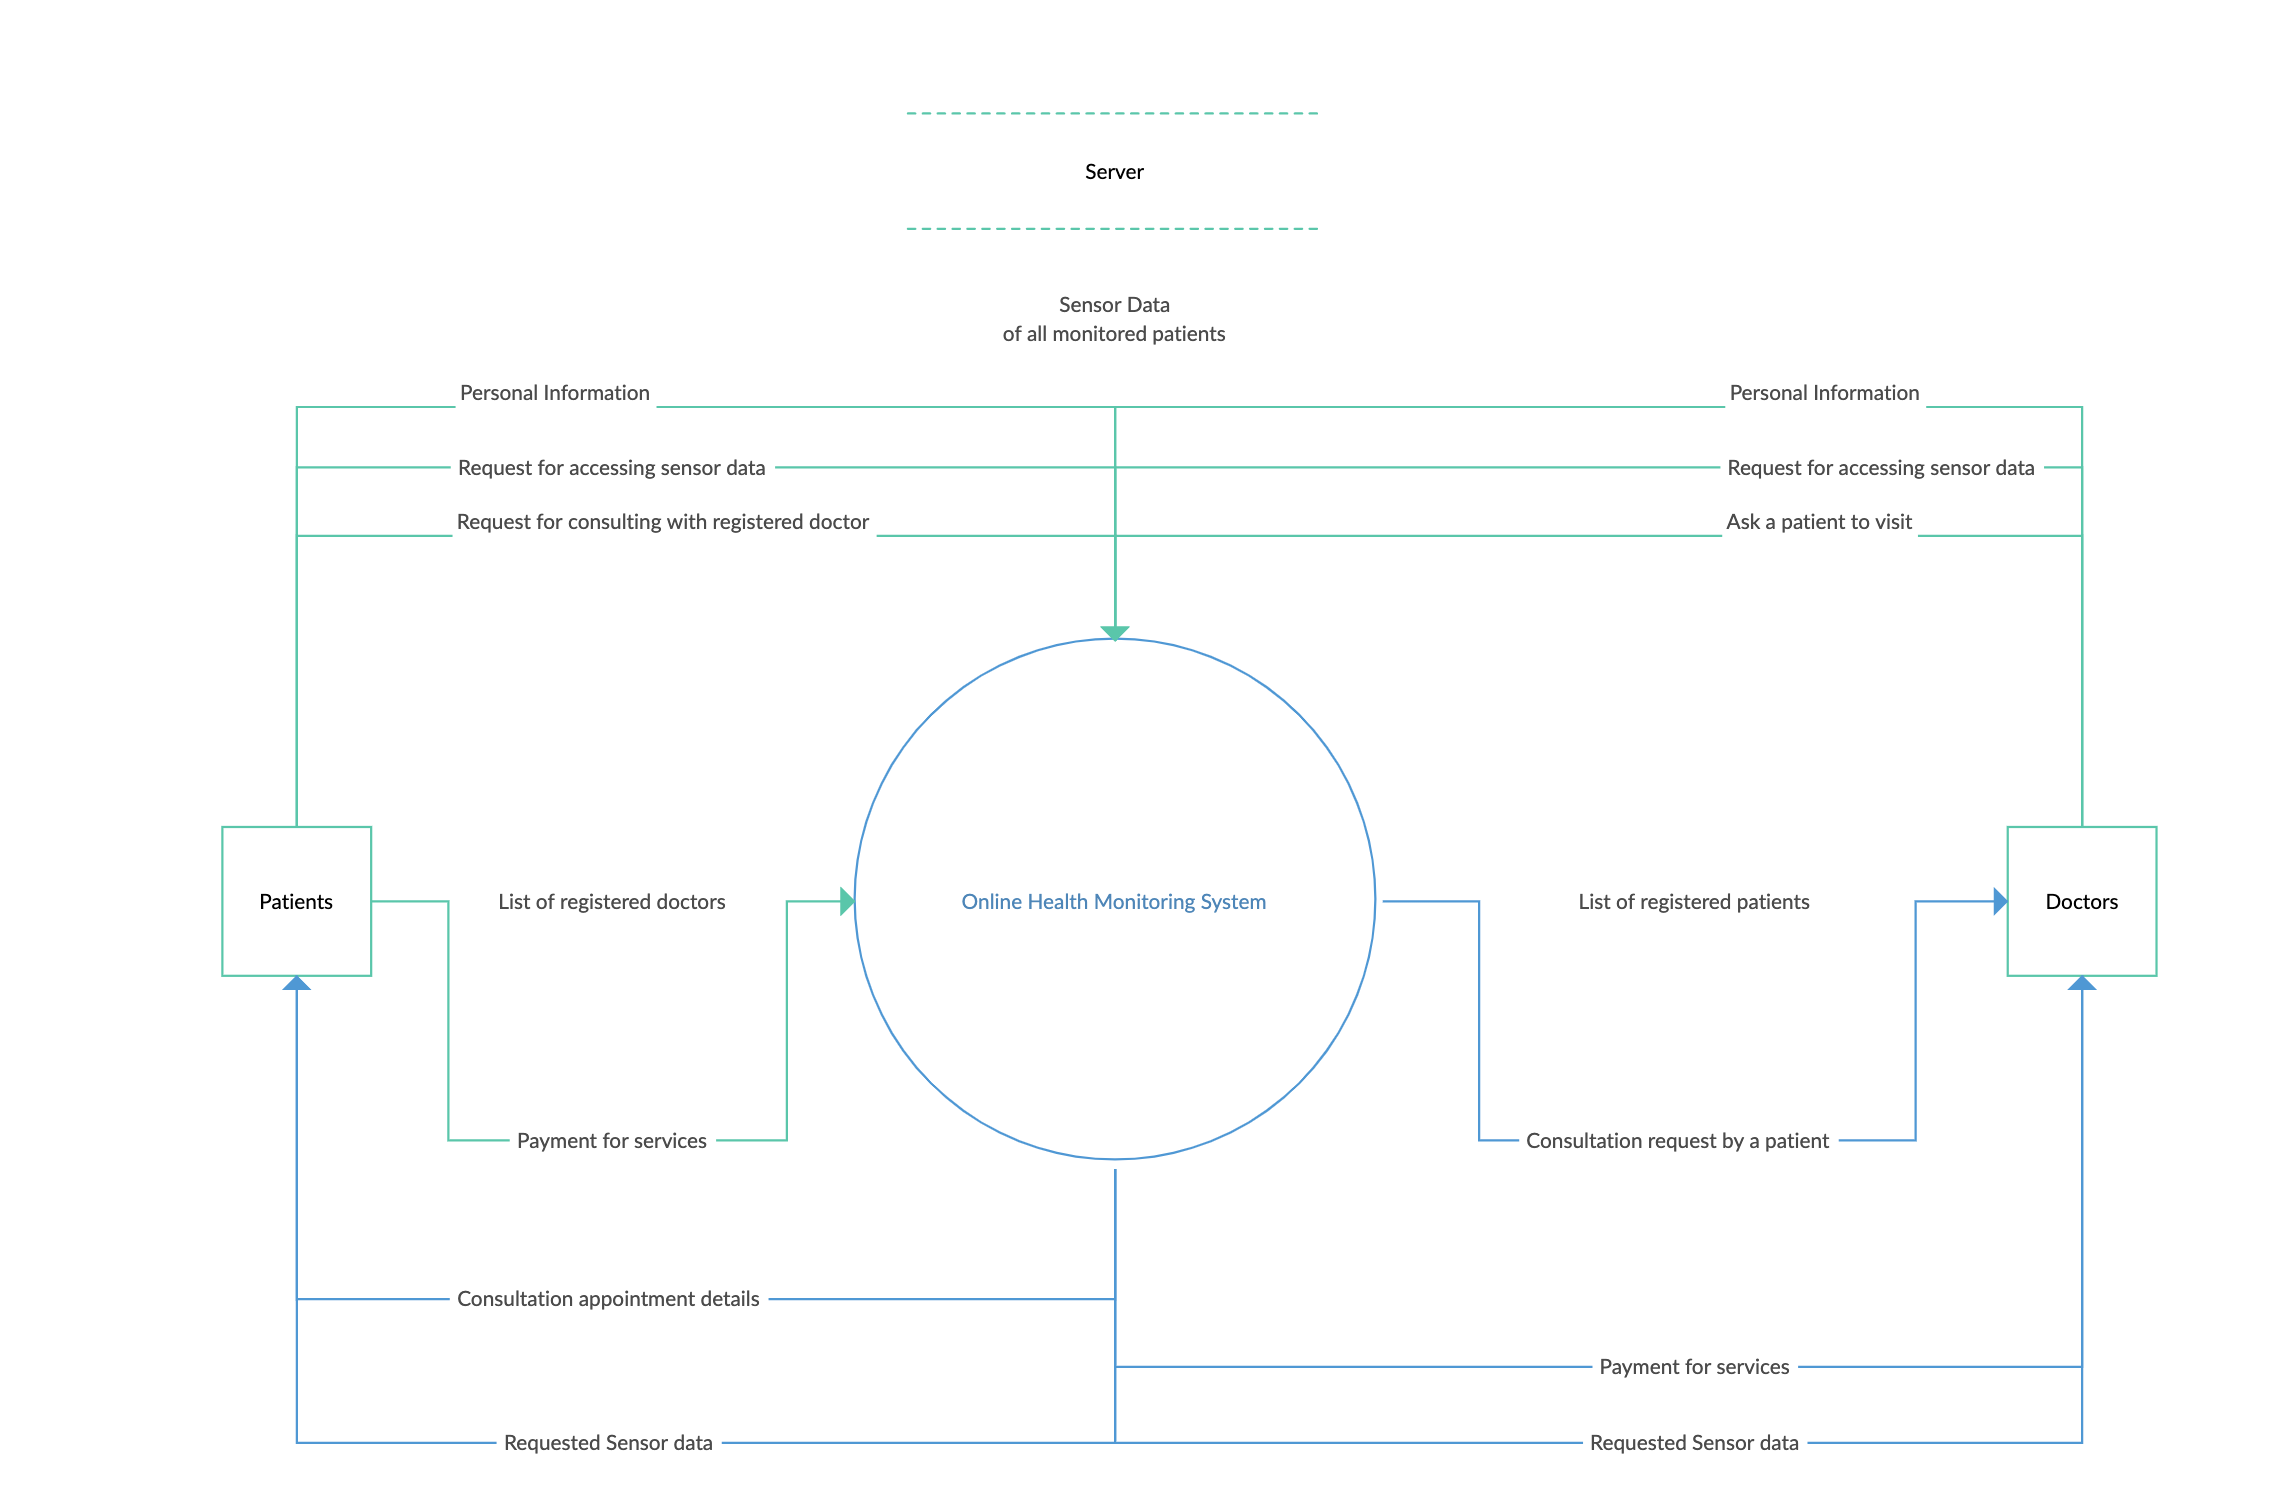 Server
Sensor Data
of all monitored patients
Personal Information
Personal Information
Request for accessing sensor data
Request for accessing sensor data
Request for consulting with registered doctor
Ask a patient to visit
Patients
List of registered doctors
Online Health Monitoring System
List of registered patients
Doctors
Payment for services
Consultation request by a patient
Consultation appointment details
Payment for services
Requested Sensor data
Requested Sensor data